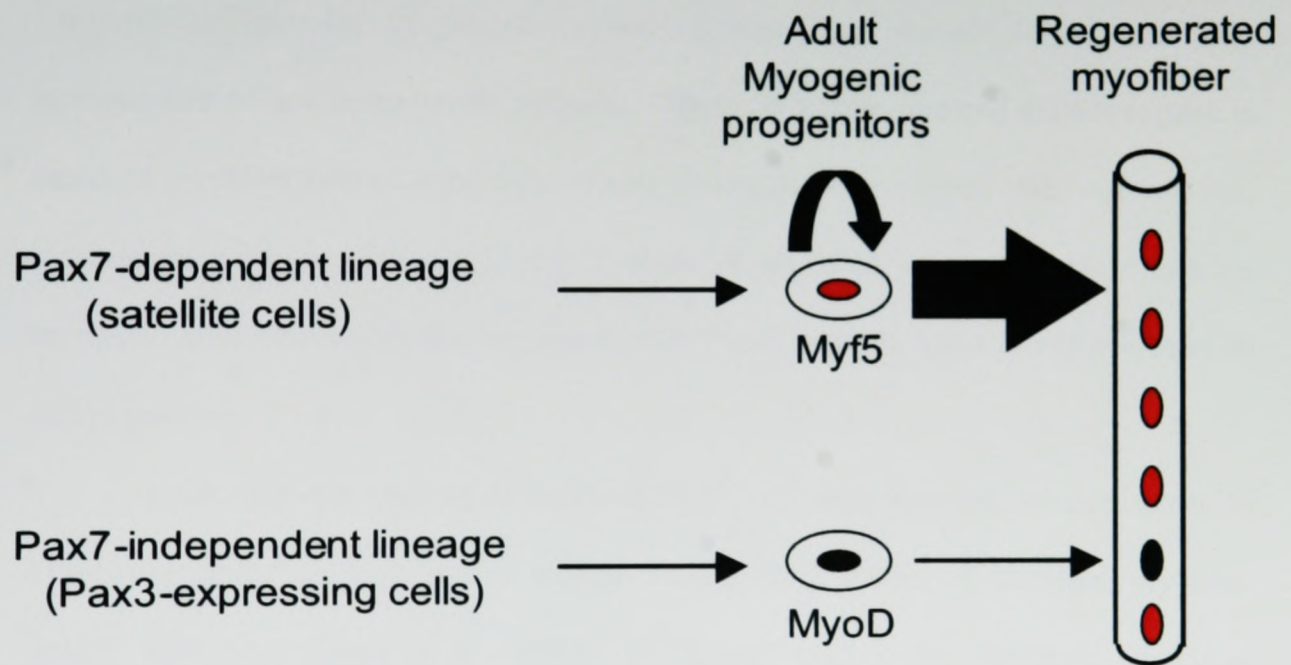 Adult
Myogenic
progenitors
Regenerated
myofiber
Pax7-dependent lineage
(satellite cells)
Myf5
Pax7-independent lineage
(Pax3-expressing cells)
MyoD